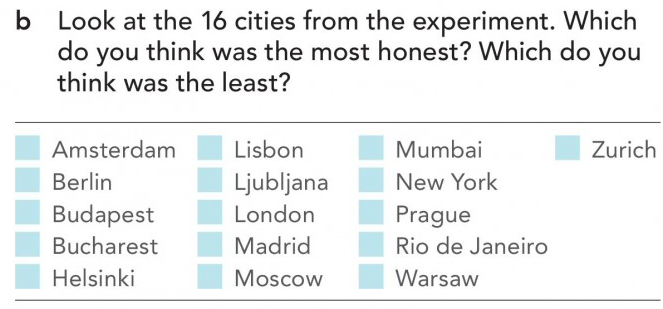 b Look at the 16 cities from the experiment. Which
do you think was the most honest? Which do you
think was the least?
Amsterdam Lisbon Mumbai Zurich
Berlin Ljubljana New York
Budapest London Prague
Bucharest Madrid Rio de Janeiro
Helsinki Moscow Warsaw